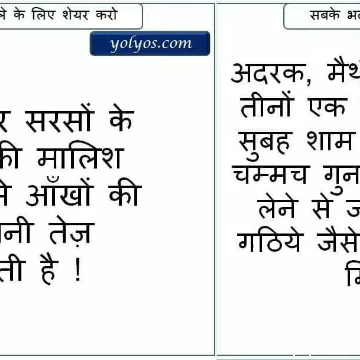 के लिए शेयर करो
yolyos.com
सरसों के
की मालिश
आँखों की
तेज़
है !
सबके
अदरक,
तीनों एक
सुबह शाम
चम्मच
लेने से
गठिये जैसे